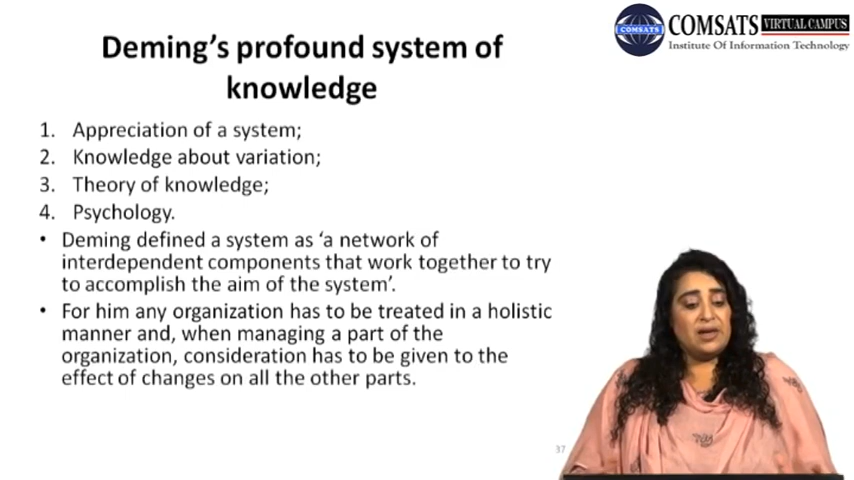 COMSATS VIRTUAL CAMPUS
COMSATS
Institute Of Information Technology
Deming's profound system of
knowledge
1. Appreciation of a system;
2. Knowledge about variation;
3. Theory of knowledge;
4. Psychology.
• Deming defined a system as 'a network of
interdependent components that work together to try
to accomplish the aim of the system'.
• For him any organization has to be treated in a holistic
manner and, when managing a part of the
organization, consideration has to be given to the
effect of changes on all the other parts.
37